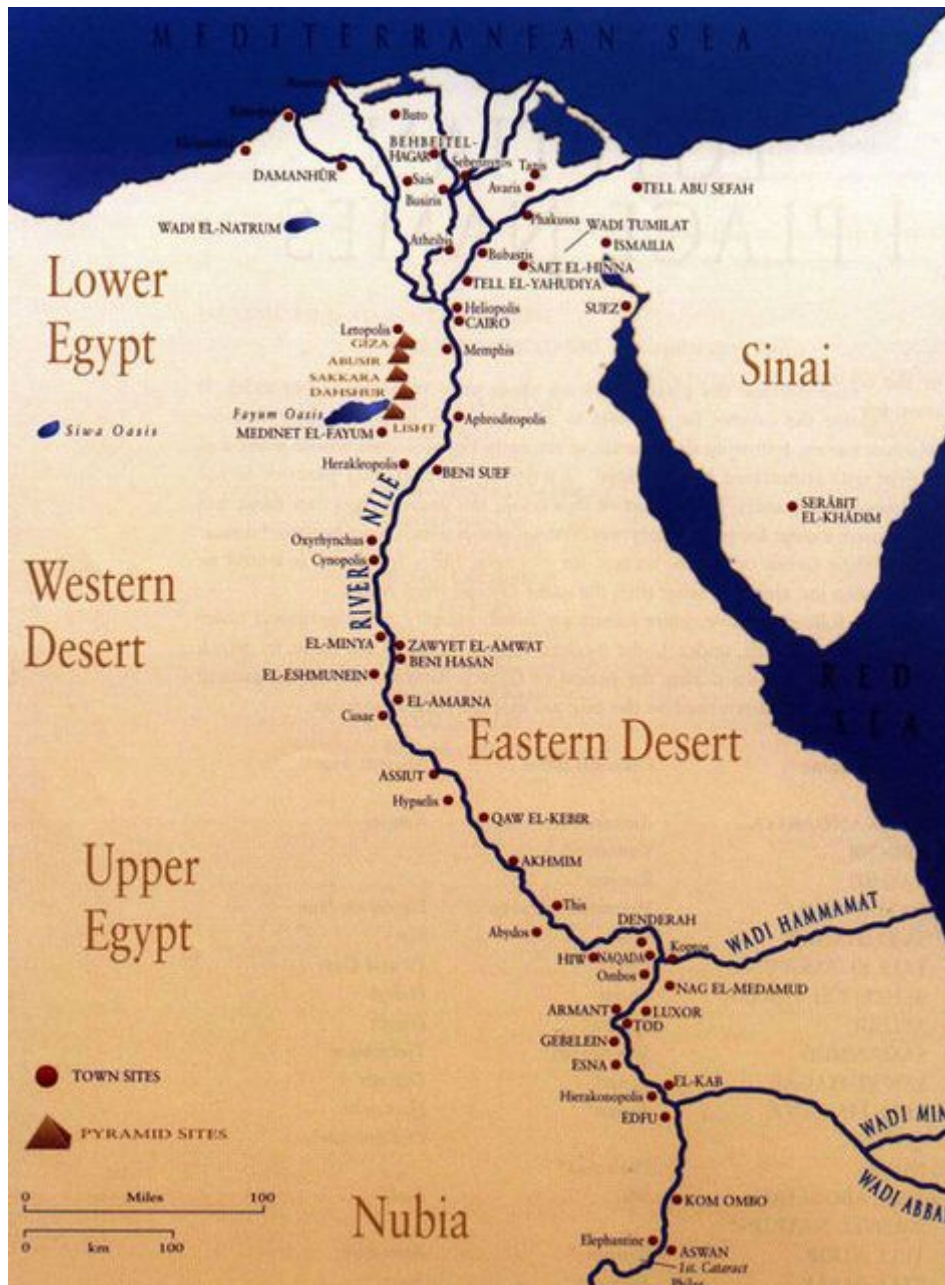 MEDITERRANEAN SEA
Buto
BEHBEITEL-
HAGAR
Sebennytos
Tanis
DAMANHÛR
Sais
Avaris
TELL ABU SEFAH
Busiris
Phakussa
WADI EL-NATRUM
WADI TUMILAT
Athribis
ISMAILIA
Bubastis
SAFT EL-HINNA
TELL EL-YAHUDIYA
Lower
Egypt
Heliopolis
SUEZ
CAIRO
Letopolis
GIZA
Memphis
ABUSIR
SAKKARA
DAHSHUR
Sinai
Fayum Oasis
Aphroditopolis
LISHT
Siwa Oasis
MEDINET EL-FAYUM
Herakleopolis
BENI SUEF
RIVER NILE
SERÂBIT
EL-KHÂDIM
Oxyrhynchus
Cynopolis
Western
Desert
EL-MINYA
ZAWYET EL-AMWAT
BENI HASAN
EL-ESHMUNEIN
RED
SEA
EL-AMARNA
Cusae
Eastern Desert
ASSIUT
Hypselis
QAW EL-KEBIR
AKHMIM
Upper
Egypt
This
DENDERAH
WADI HAMMAMAT
Abydos
Koptos
HIW
NAQADA
Ombos
NAG EL-MEDAMUD
ARMANT
LUXOR
TOD
GEBELEIN
ESNA
TOWN SITES
EL-KAB
Hierakonopolis
EDFU
WADI MIA
PYRAMID SITES
WADI ABBA
0 Miles 100
KOM OMBO
Nubia
0 km 100
Elephantine
ASWAN
1st. Cataract